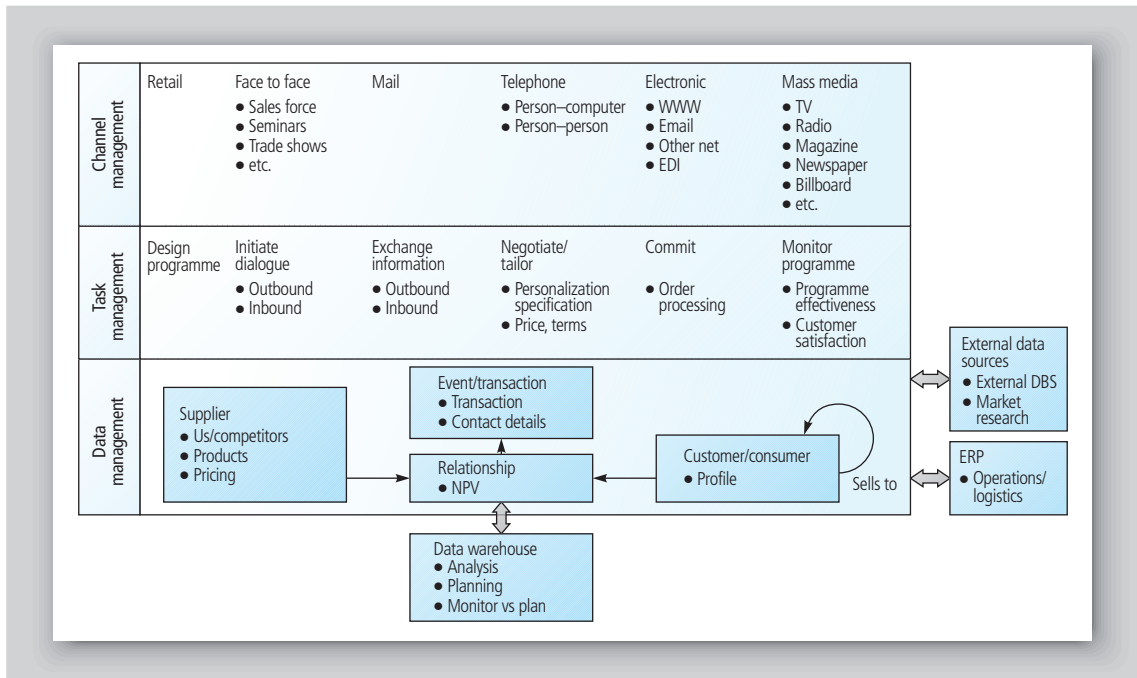 Channel
management
Retail
Face to face
● Sales force
● Seminars
● Trade shows
● etc.
Mail
Telephone
● Person–computer
● Person–person
Electronic
● WWW
● Email
● Other net
● EDI
Mass media
● TV
● Radio
● Magazine
● Newspaper
● Billboard
● etc.
Task
management
Design
programme
Initiate
dialogue
● Outbound
● Inbound
Exchange
information
● Outbound
● Inbound
Negotiate/
tailor
● Personalization
specification
● Price, terms
Commit
● Order
processing
Monitor
programme
● Programme
effectiveness
● Customer
satisfaction
Data
management
Supplier
● Us/competitors
● Products
● Pricing
Event/transaction
● Transaction
● Contact details
Relationship
● NPV
Customer/consumer
● Profile
Sells to
External data
sources
● External DBS
● Market
research
ERP
● Operations/
logistics
Data warehouse
● Analysis
● Planning
● Monitor vs plan